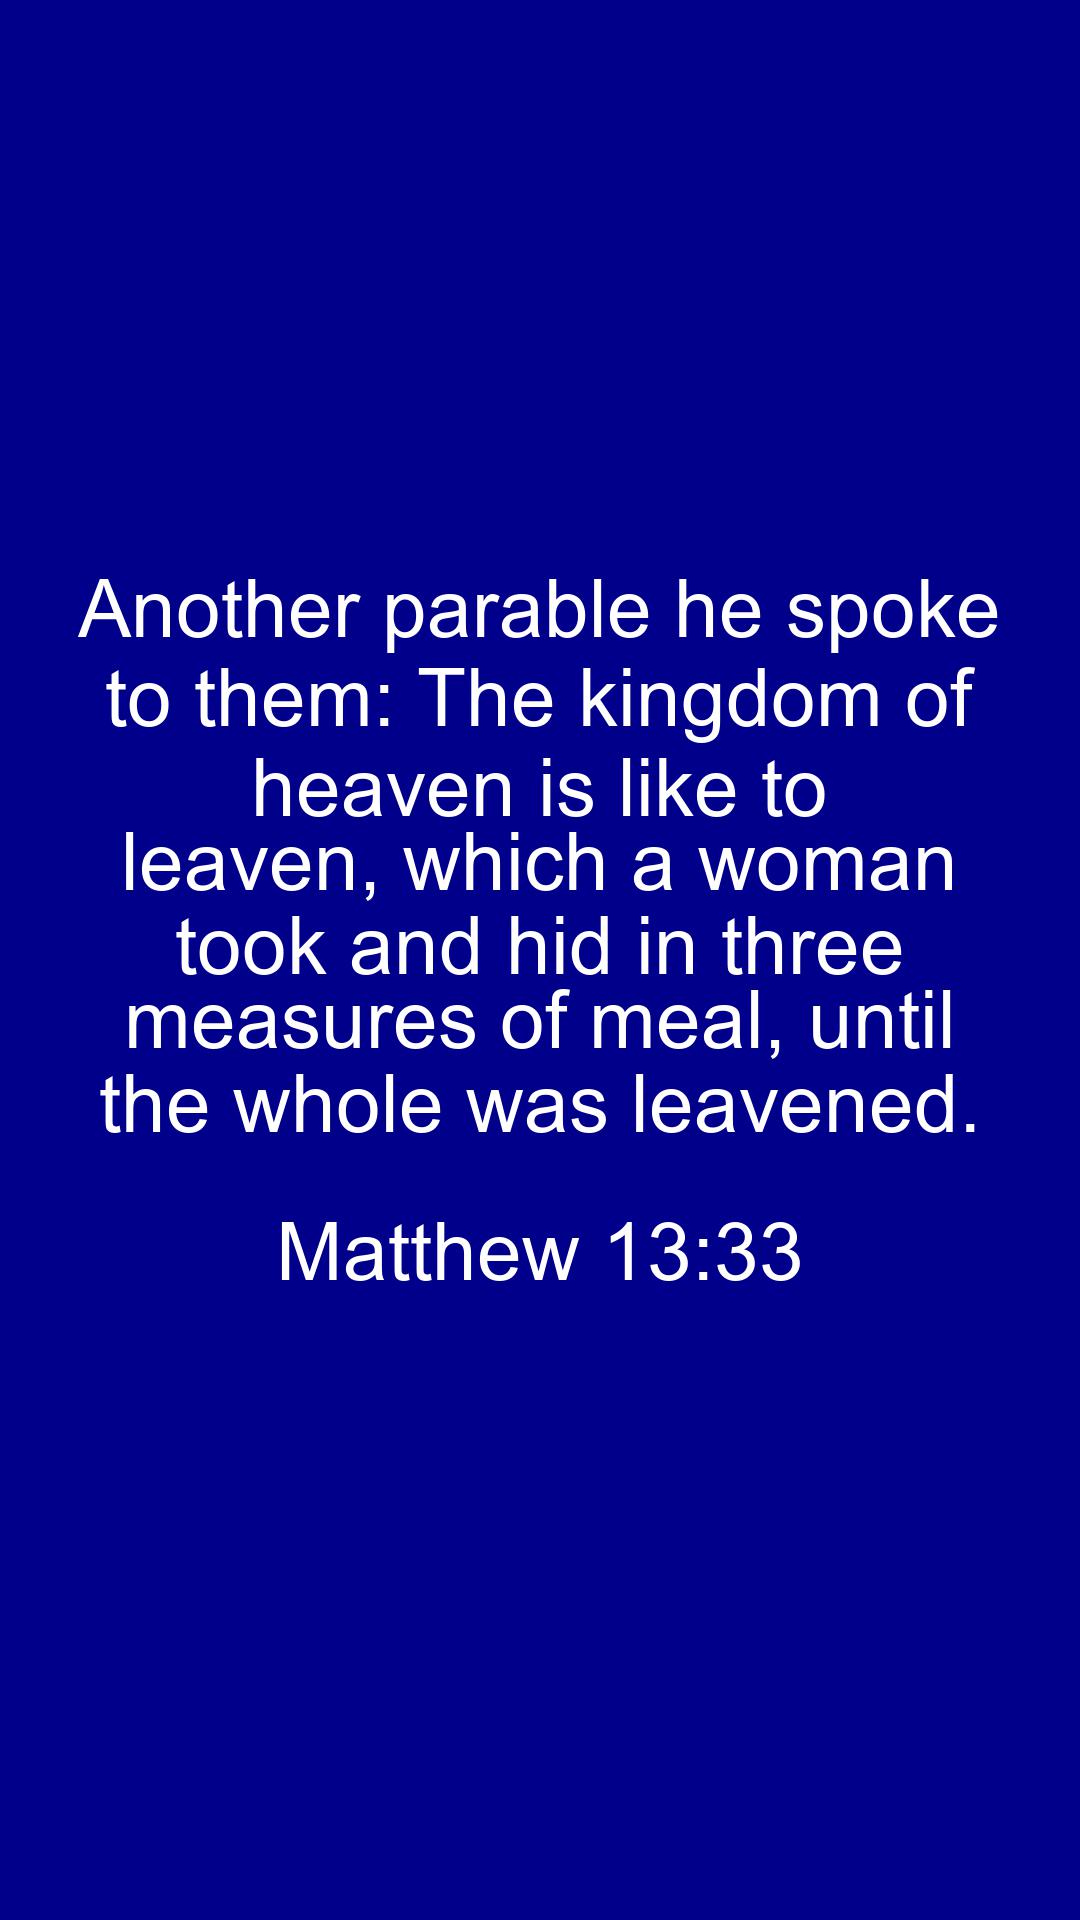 Another parable he spoke
to them: The kingdom of
heaven is like to
leaven, which a woman
took and hid in three
measures of meal, until
the whole was leavened.
Matthew 13:33